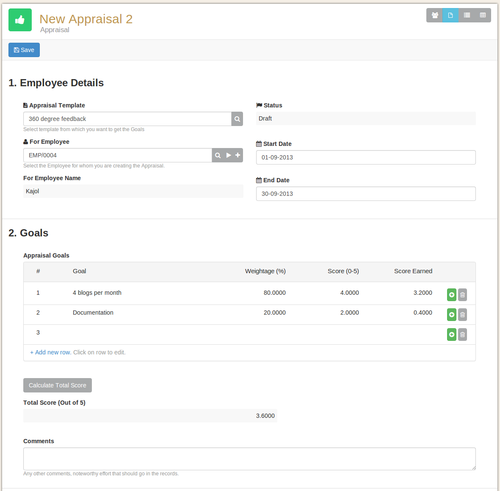 New Appraisal 2
Appraisal
Save
1. Employee Details
Appraisal Template
Status
360 degree feedback
Draft
Select template from which you want to get the Goals
For Employee
Start Date
EMP/0004
01-09-2013
Select the Employee for whom you are creating the Appraisal.
For Employee Name
End Date
Kajol
30-09-2013
2. Goals
Appraisal Goals
# Goal Weightage (%) Score (0-5) Score Earned
1 4 blogs per month 80.0000 4.0000 3.2000
2 Documentation 20.0000 2.0000 0.4000
3
+ Add new row. Click on row to edit.
Calculate Total Score
Total Score (Out of 5)
3.6000
Comments
Any other comments, noteworthy effort that should go in the records.